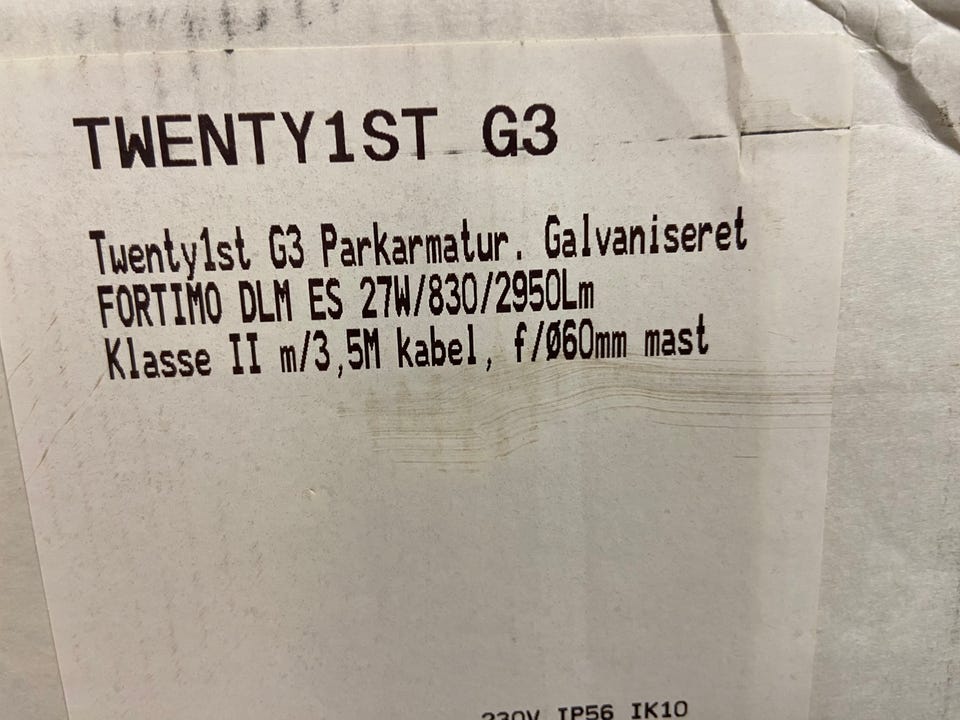 TWENTY1ST G3
Twenty1st G3 Parkarmatur. Galvaniseret
FORTIMO DLM ES 27W/830/2950Lm
Klasse II m/3,5M kabel, f/Ø60mm mast
230V IP56 IK10